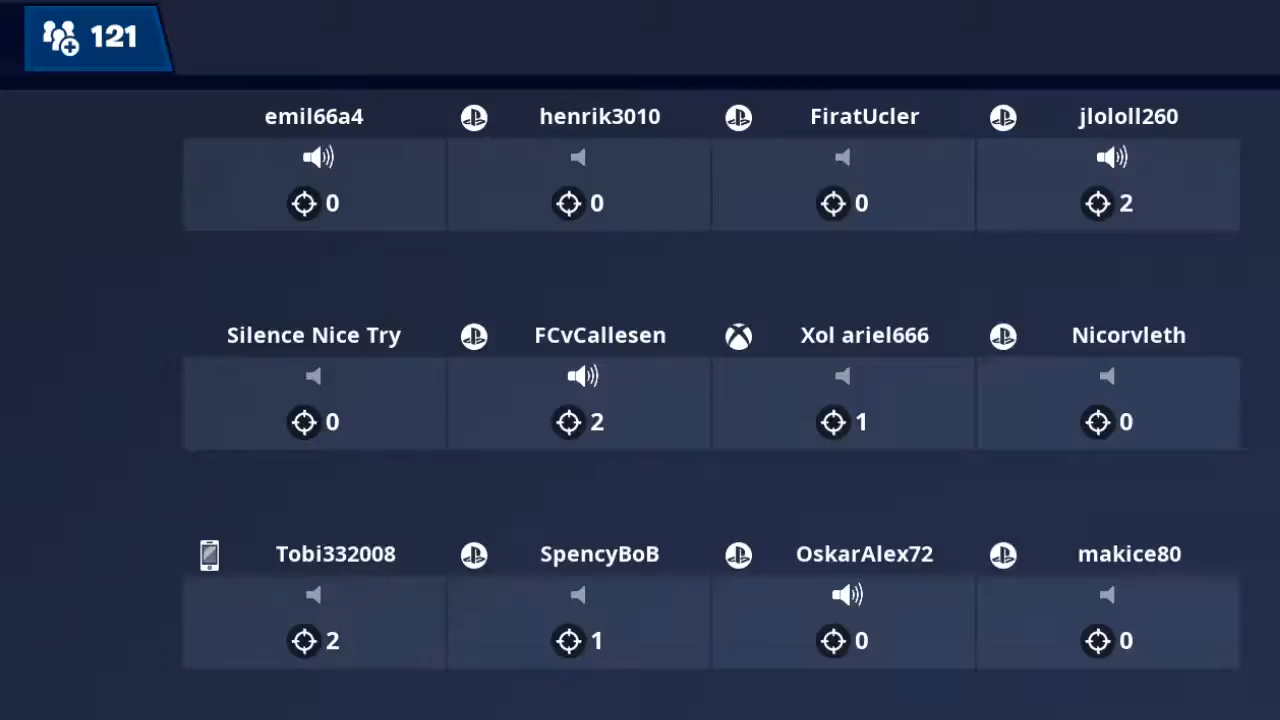 121
emil66a4 henrik3010 FiratUcler jlololl260
0 0 0 2
Silence Nice Try FCvCallesen Xol ariel666 Nicorvleth
0 2 1 0
Tobi332008 SpencyBoB OskarAlex72 makice80
2 1 0 0